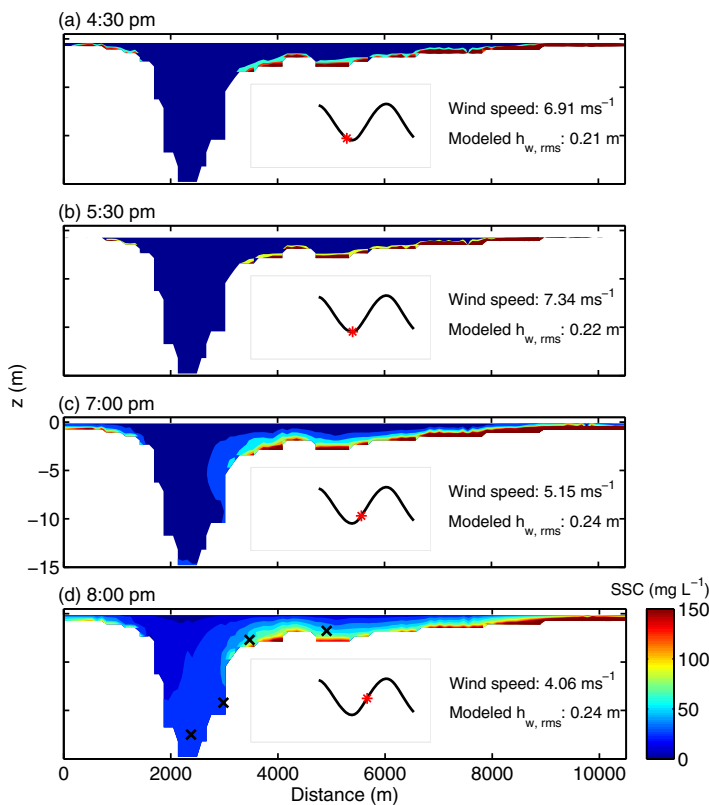 (a) 4:30 pm
Wind speed: 6.91 ms⁻¹
Modeled h_w, rms: 0.21 m
(b) 5:30 pm
Wind speed: 7.34 ms⁻¹
Modeled h_w, rms: 0.22 m
z (m)
(c) 7:00 pm
0
−5
−10
−15
Wind speed: 5.15 ms⁻¹
Modeled h_w, rms: 0.24 m
(d) 8:00 pm
SSC (mg L⁻¹)
150
100
50
0
Wind speed: 4.06 ms⁻¹
Modeled h_w, rms: 0.24 m
0 2000 4000 6000 8000 10000
Distance (m)